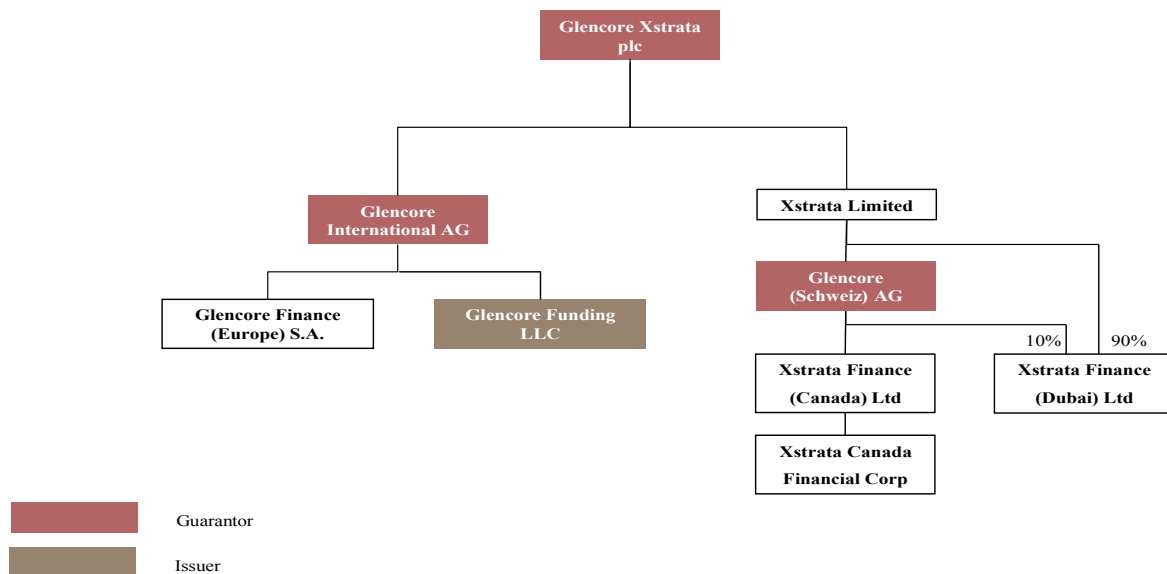 Glencore Xstrata
plc
Glencore
International AG
Xstrata Limited
Glencore
(Schweiz) AG
Glencore Finance
(Europe) S.A.
Glencore Funding
LLC
10%
90%
Xstrata Finance
(Canada) Ltd
Xstrata Finance
(Dubai) Ltd
Xstrata Canada
Financial Corp
Guarantor
Issuer